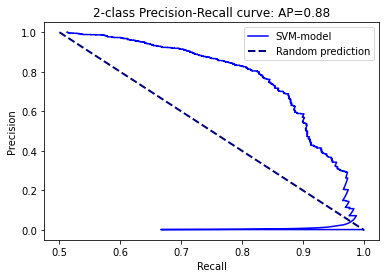 2-class Precision-Recall curve: AP=0.88
SVM-model
Random prediction
Precision
1.0
0.8
0.6
0.4
0.2
0.0
0.5 0.6 0.7 0.8 0.9 1.0
Recall